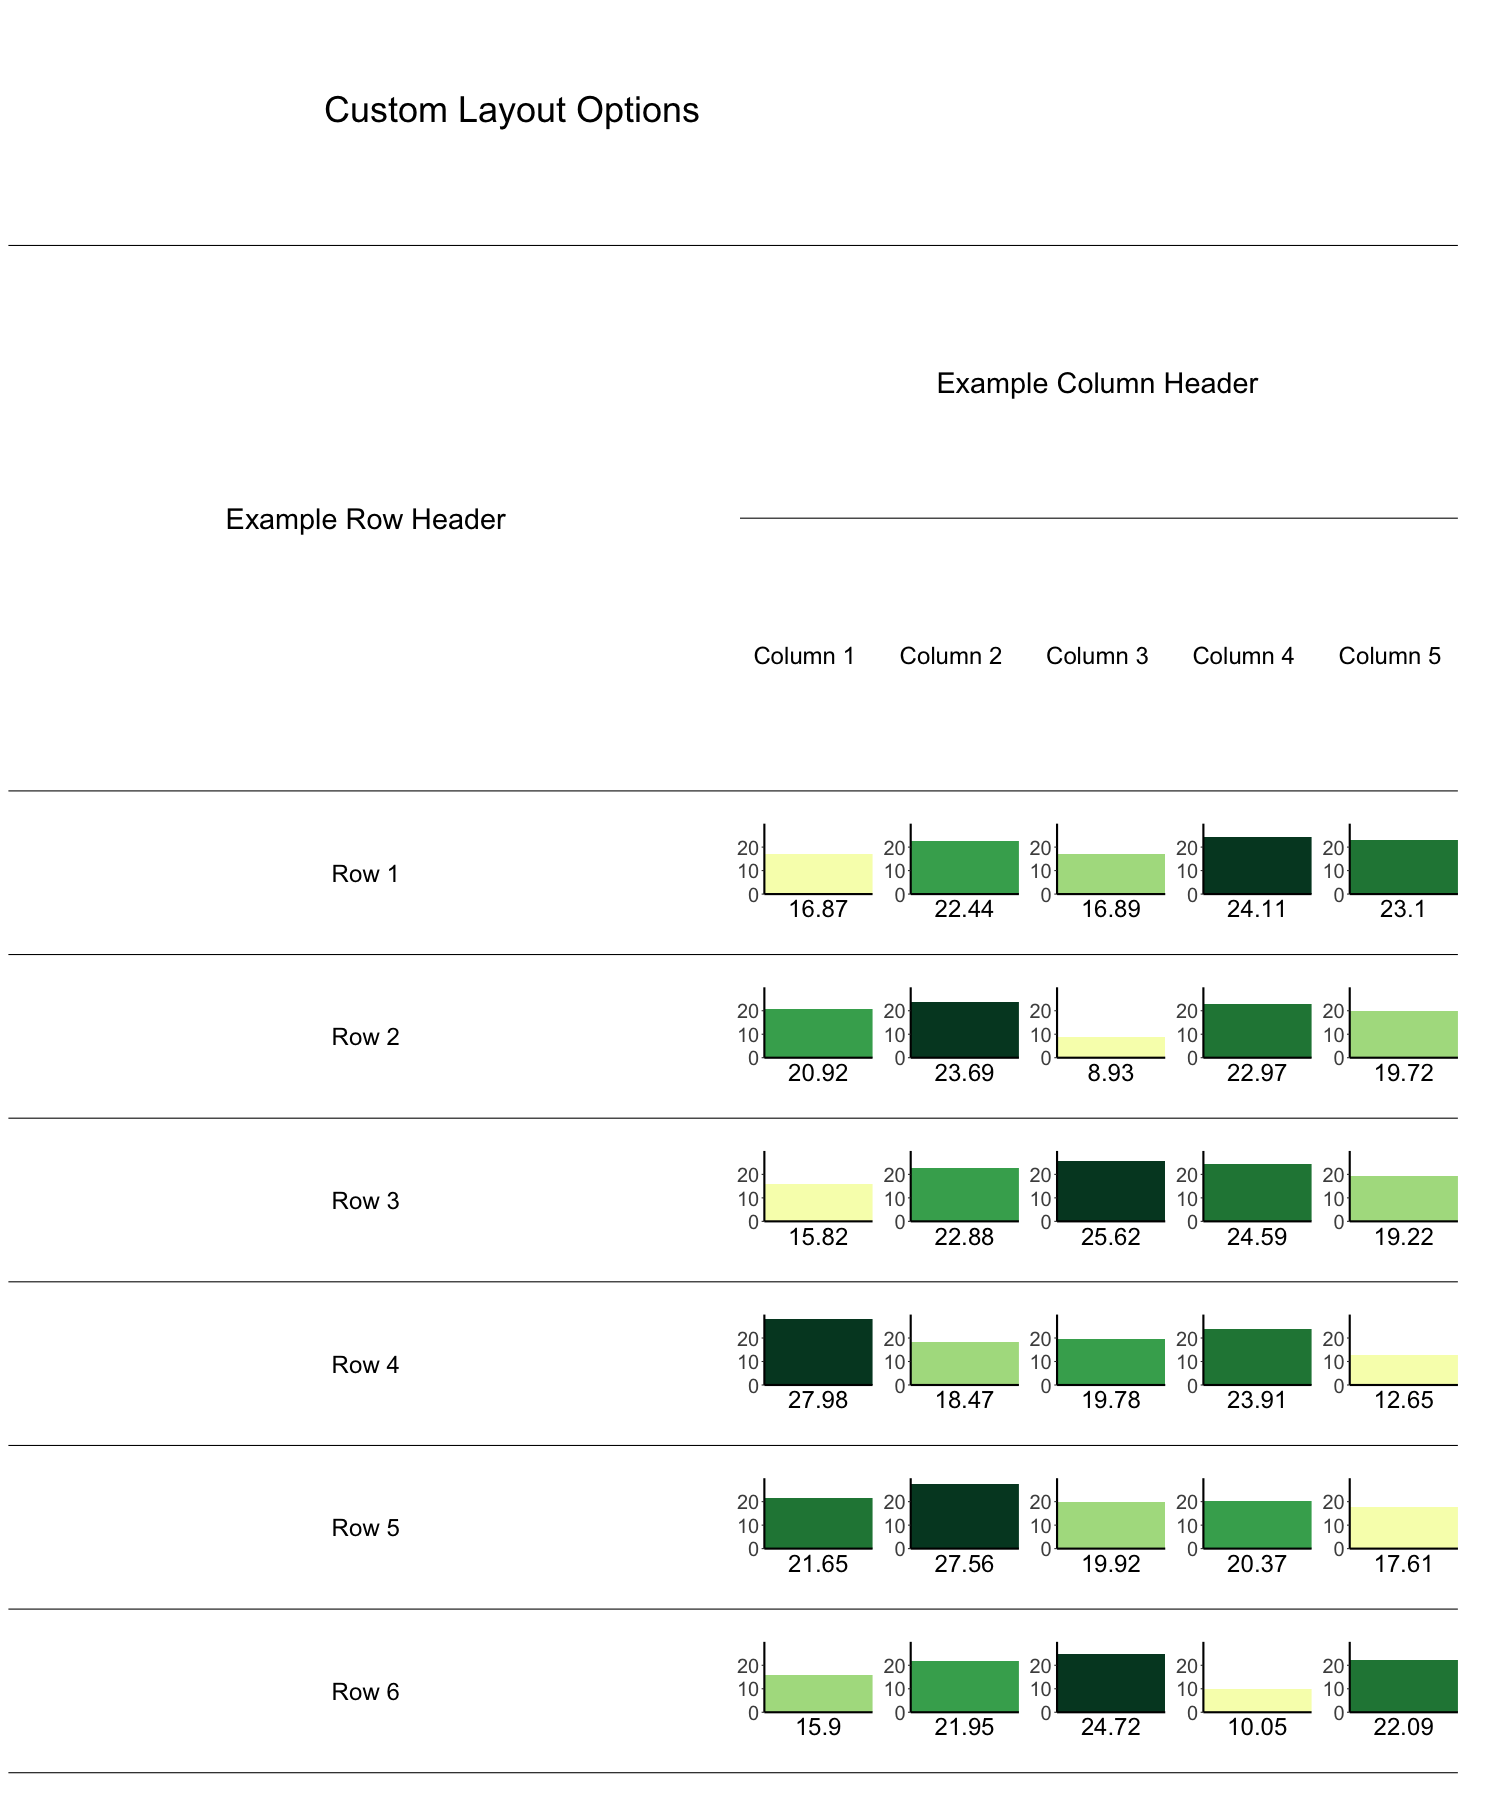 Custom Layout Options
Example Column Header
Example Row Header
Column 1 Column 2 Column 3 Column 4 Column 5
Row 1
20 20 20 20 20
10 10 10 10 10
0 0 0 0 0
16.87 22.44 16.89 24.11 23.1
Row 2
20 20 20 20 20
10 10 10 10 10
0 0 0 0 0
20.92 23.69 8.93 22.97 19.72
Row 3
20 20 20 20 20
10 10 10 10 10
0 0 0 0 0
15.82 22.88 25.62 24.59 19.22
Row 4
20 20 20 20 20
10 10 10 10 10
0 0 0 0 0
27.98 18.47 19.78 23.91 12.65
Row 5
20 20 20 20 20
10 10 10 10 10
0 0 0 0 0
21.65 27.56 19.92 20.37 17.61
Row 6
20 20 20 20 20
10 10 10 10 10
0 0 0 0 0
15.9 21.95 24.72 10.05 22.09